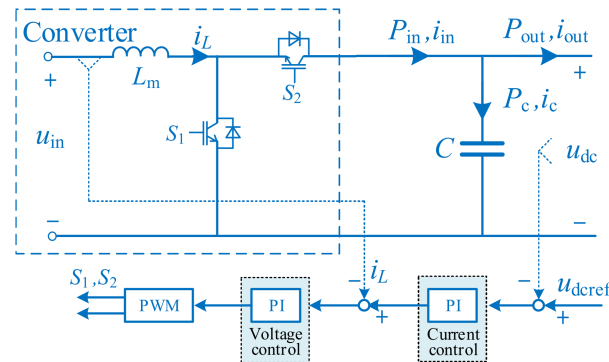 Converter
i_L
P_in, i_in
P_out, i_out
+
L_m
S_2
+
P_c, i_c
u_in
S_1
C
u_dc
−
−
S_1, S_2
−
i_L
−
u_dcref
PWM
PI
+
PI
+
Voltage control
Current control